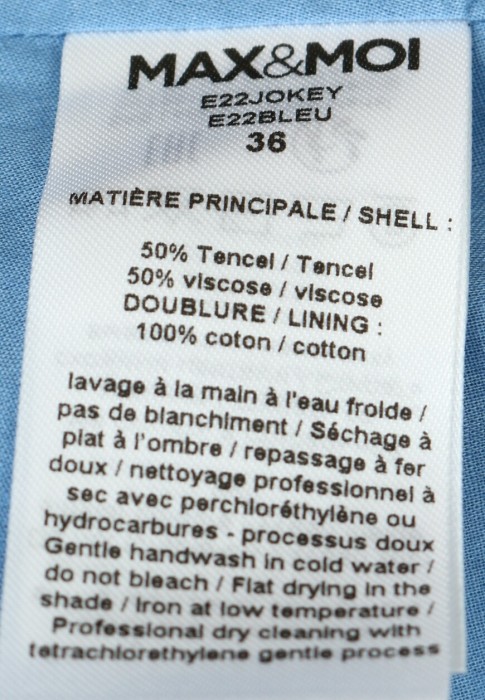 MAX&MOI
E22JOKEY
E22BLEU
36
MATIÈRE PRINCIPALE / SHELL :
50% Tencel / Tencel
50% viscose / viscose
DOUBLURE / LINING :
100% coton / cotton
lavage à la main à l'eau froide /
pas de blanchiment / Séchage à
plat à l'ombre / repassage à fer
doux / nettoyage professionnel à
sec avec perchloréthylène ou
hydrocarbures - processus doux
Gentle handwash in cold water /
do not bleach / Flat drying in the
shade / Iron at low temperature /
Professional dry cleaning with
tetrachlorethylene gentle process